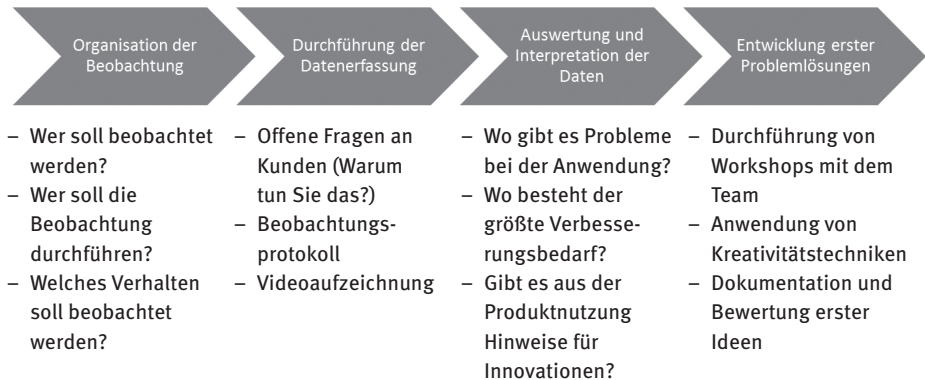 Organisation der
Beobachtung
– Wer soll beobachtet
werden?
– Wer soll die
Beobachtung
durchführen?
– Welches Verhalten
soll beobachtet
werden?
Durchführung der
Datenerfassung
– Offene Fragen an
Kunden (Warum
tun Sie das?)
– Beobachtungs-
protokoll
– Videoaufzeichnung
Auswertung und
Interpretation der
Daten
– Wo gibt es Probleme
bei der Anwendung?
– Wo besteht der
größte Verbesse-
rungsbedarf?
– Gibt es aus der
Produktnutzung
Hinweise für
Innovationen?
Entwicklung erster
Problemlösungen
– Durchführung von
Workshops mit dem
Team
– Anwendung von
Kreativitätstechniken
– Dokumentation und
Bewertung erster
Ideen